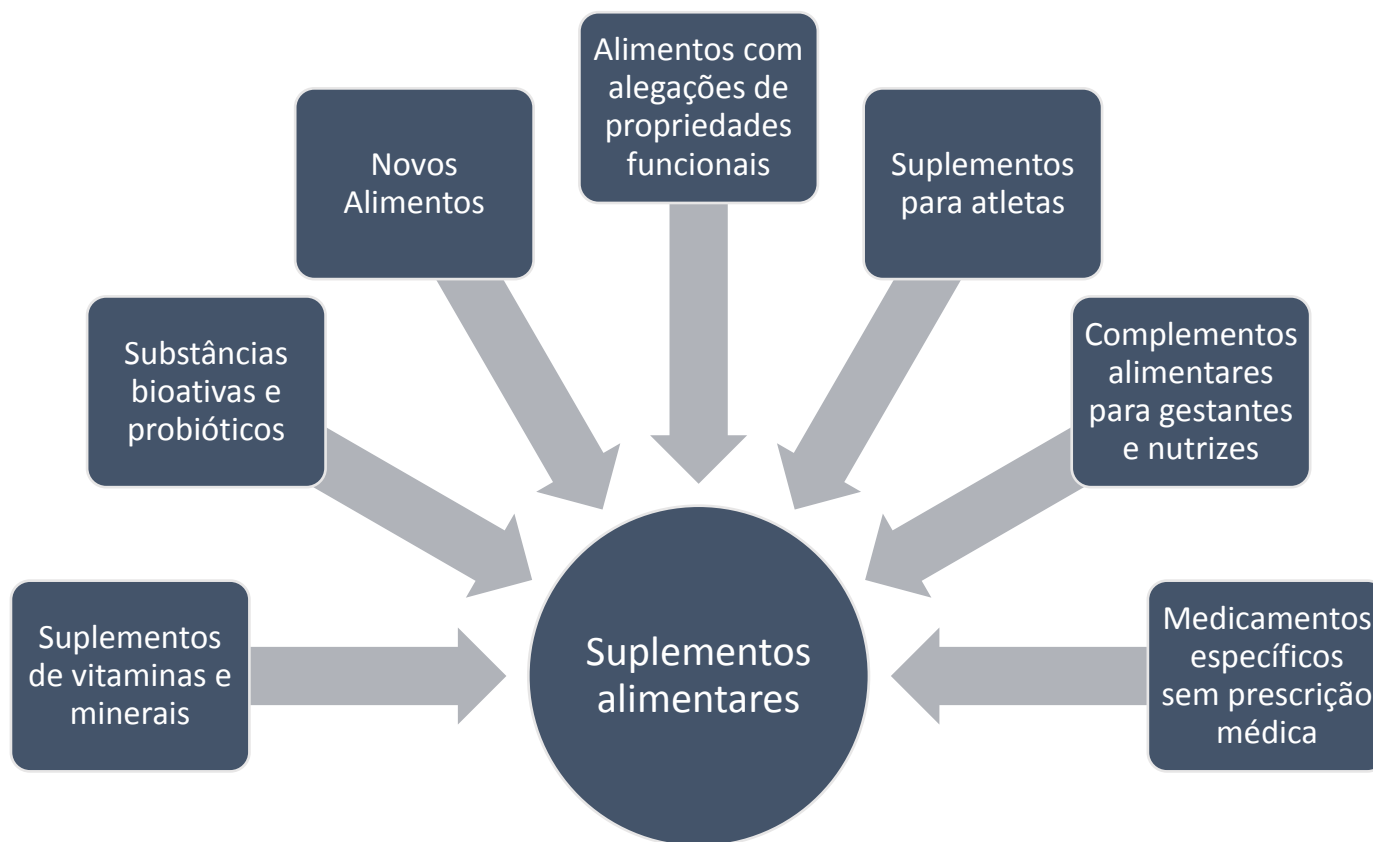 Alimentos com
alegações de
propriedades
funcionais
Novos
Alimentos
Suplementos
para atletas
Substâncias
bioativas e
probióticos
Complementos
alimentares
para gestantes
e nutrizes
Suplementos
de vitaminas e
minerais
Suplementos
alimentares
Medicamentos
específicos
sem prescrição
médica